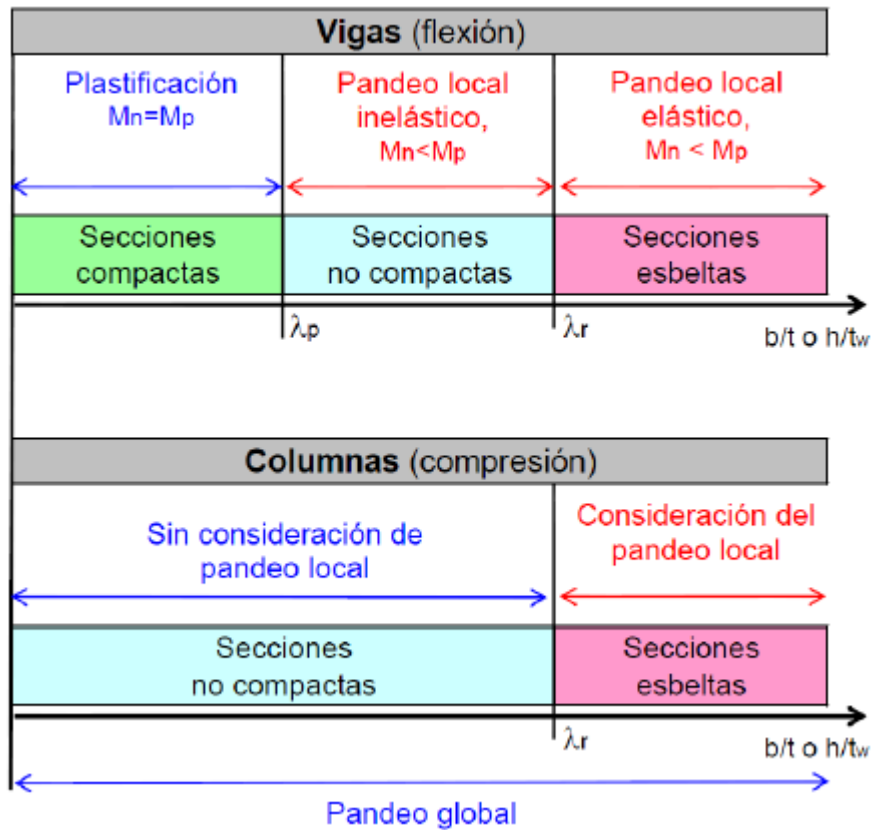 Vigas (flexión)
Plastificación
Mn=Mp
Pandeo local
inelástico,
Mn<Mp
Pandeo local
elástico,
Mn < Mp
Secciones
compactas
Secciones
no compactas
Secciones
esbeltas
λp
λr
b/t o h/tw
Columnas (compresión)
Sin consideración de
pandeo local
Consideración del
pandeo local
Secciones
no compactas
Secciones
esbeltas
λr
b/t o h/tw
Pandeo global